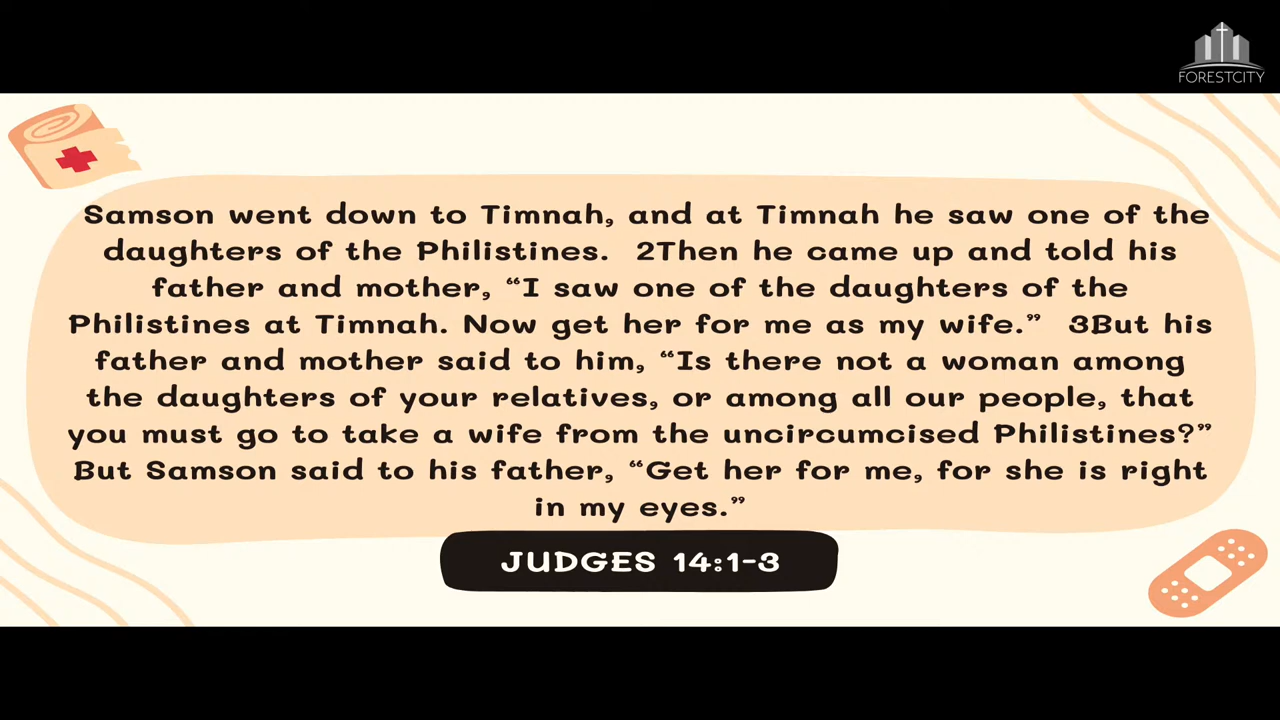 FORESTCITY
Samson went down to Timnah, and at Timnah he saw one of the
daughters of the Philistines.  2Then he came up and told his
father and mother, “I saw one of the daughters of the
Philistines at Timnah. Now get her for me as my wife.”  3But his
father and mother said to him, “Is there not a woman among
the daughters of your relatives, or among all our people, that
you must go to take a wife from the uncircumcised Philistines?”
But Samson said to his father, “Get her for me, for she is right
in my eyes.”
JUDGES 14:1-3